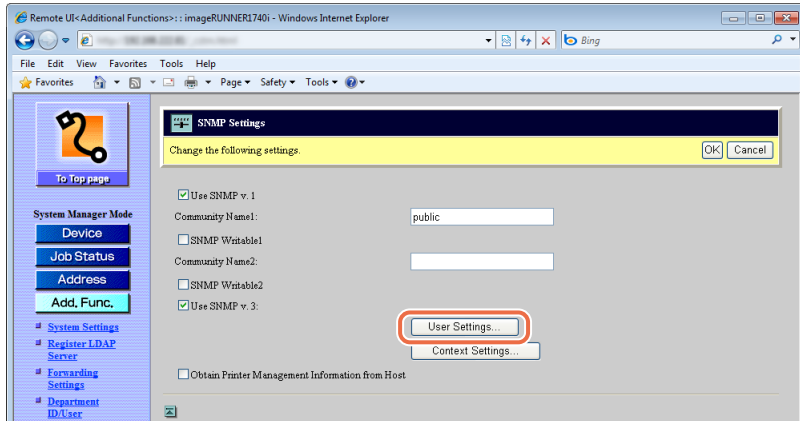 Remote UI<Additional Functions>: : imageRUNNER1740i - Windows Internet Explorer
Bing
File Edit View Favorites Tools Help
Favorites Page Safety Tools
SNMP Settings
Change the following settings. OK Cancel
To Top page
System Manager Mode
Device
Job Status
Address
Add. Func.
System Settings
Register LDAP
Server
Forwarding
Settings
Department
ID/User
Use SNMP v. 1
Community Name1: public
SNMP Writable1
Community Name2:
SNMP Writable2
Use SNMP v. 3:
User Settings...
Context Settings...
Obtain Printer Management Information from Host